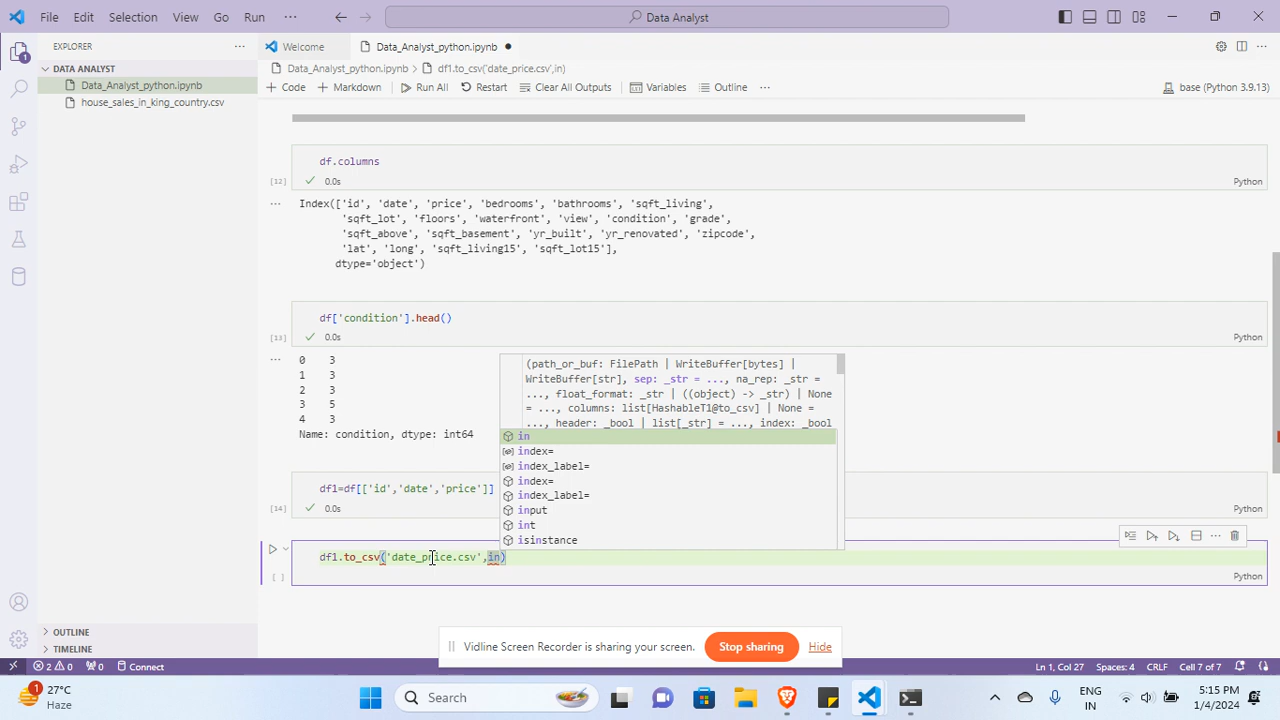 File Edit Selection View Go Run ··· Data Analyst
EXPLORER ···
Welcome Data_Analyst_python.ipynb
DATA ANALYST
Data_Analyst_python.ipynb > df1.to_csv('date_price.csv',in)
Data_Analyst_python.ipynb
+ Code + Markdown Run All Restart Clear All Outputs Variables Outline ··· base (Python 3.9.13)
house_sales_in_king_country.csv
df.columns
[12] 0.0s Python
Index(['id', 'date', 'price', 'bedrooms', 'bathrooms', 'sqft_living',
'sqft_lot', 'floors', 'waterfront', 'view', 'condition', 'grade',
'sqft_above', 'sqft_basement', 'yr_built', 'yr_renovated', 'zipcode',
'lat', 'long', 'sqft_living15', 'sqft_lot15'],
dtype='object')
df['condition'].head()
[13] 0.0s Python
0 3
1 3
2 3
3 5
4 3
Name: condition, dtype: int64
(path_or_buf: FilePath | WriteBuffer[bytes] |
WriteBuffer[str], sep: _str = ..., na_rep: _str =
..., float_format: _str | ((object) -> _str) | None
= ..., columns: list[HashableT1@to_csv] | None =
..., header: _bool | list[_str] = ..., index: _bool
in
index=
index_label=
index=
index_label=
input
int
isinstance
df1=df[['id','date','price']]
[14] 0.0s
df1.to_csv('date_price.csv',in)
[ ] Python
OUTLINE
TIMELINE
Vidline Screen Recorder is sharing your screen. Stop sharing Hide
2 0 0 Connect Ln 1, Col 27 Spaces: 4 CRLF Cell 7 of 7
1
1 27°C
Haze
Search
ENG
IN
5:15 PM
1/4/2024